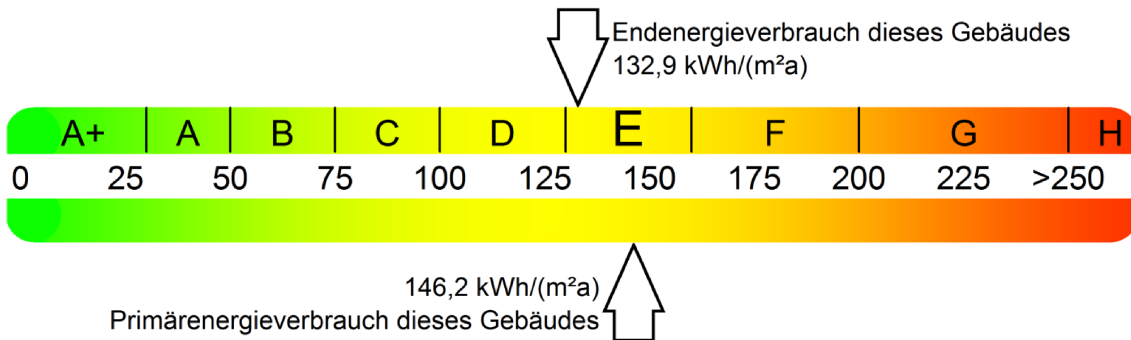 Endenergieverbrauch dieses Gebäudes
132,9 kWh/(m²a)
A+ A B C D E F G H
0 25 50 75 100 125 150 175 200 225 >250
146,2 kWh/(m²a)
Primärenergieverbrauch dieses Gebäudes